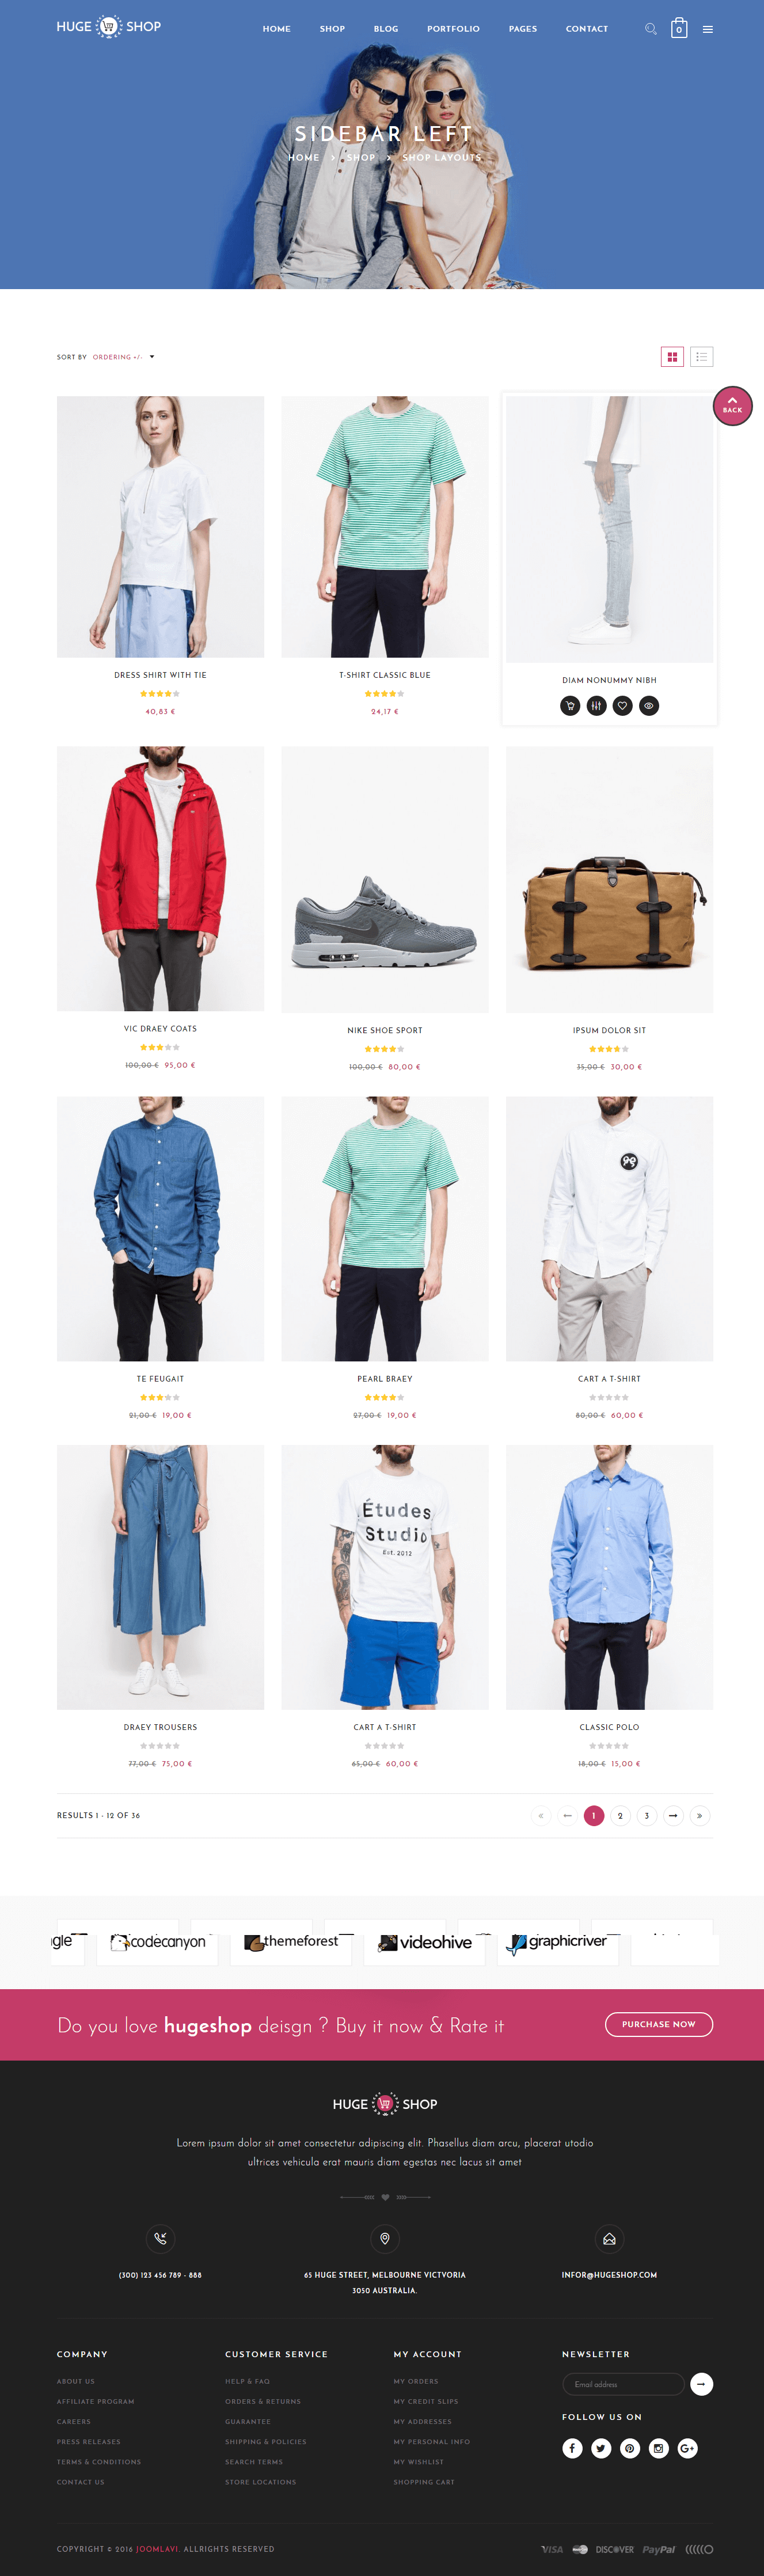 HUGE SHOP
HOME SHOP BLOG PORTFOLIO PAGES CONTACT 0
SIDEBAR LEFT
HOME > SHOP > SHOP LAYOUTS
SORT BY ORDERING +/-
BACK
DRESS SHIRT WITH TIE
40,83 €
T-SHIRT CLASSIC BLUE
24,17 €
DIAM NONUMMY NIBH
VIC DRAEY COATS
100,00 € 95,00 €
NIKE SHOE SPORT
100,00 € 80,00 €
IPSUM DOLOR SIT
35,00 € 30,00 €
TE FEUGAIT
21,00 € 19,00 €
PEARL BRAEY
27,00 € 19,00 €
CART A T-SHIRT
80,00 € 60,00 €
Études
Studio
Est. 2012
DRAEY TROUSERS
77,00 € 75,00 €
CART A T-SHIRT
65,00 € 60,00 €
CLASSIC POLO
18,00 € 15,00 €
RESULTS 1 - 12 OF 36
« ← 1 2 3 → »
gle codecanyon themeforest videohive graphicriver
Do you love hugeshop deisgn ? Buy it now & Rate it
PURCHASE NOW
HUGE SHOP
Lorem ipsum dolor sit amet consectetur adipiscing elit. Phasellus diam arcu, placerat utodio
ultrices vehicula erat mauris diam egestas nec lacus sit amet
(300) 123 456 789 - 888
65 HUGE STREET, MELBOURNE VICTVORIA
3050 AUSTRALIA.
INFOR@HUGESHOP.COM
COMPANY
ABOUT US
AFFILIATE PROGRAM
CAREERS
PRESS RELEASES
TERMS & CONDITIONS
CONTACT US
CUSTOMER SERVICE
HELP & FAQ
ORDERS & RETURNS
GUARANTEE
SHIPPING & POLICIES
SEARCH TERMS
STORE LOCATIONS
MY ACCOUNT
MY ORDERS
MY CREDIT SLIPS
MY ADDRESSES
MY PERSONAL INFO
MY WISHLIST
SHOPPING CART
NEWSLETTER
Email address
FOLLOW US ON
COPYRIGHT © 2016 JOOMLAVI. ALLRIGHTS RESERVED
VISA DISCOVER PayPal